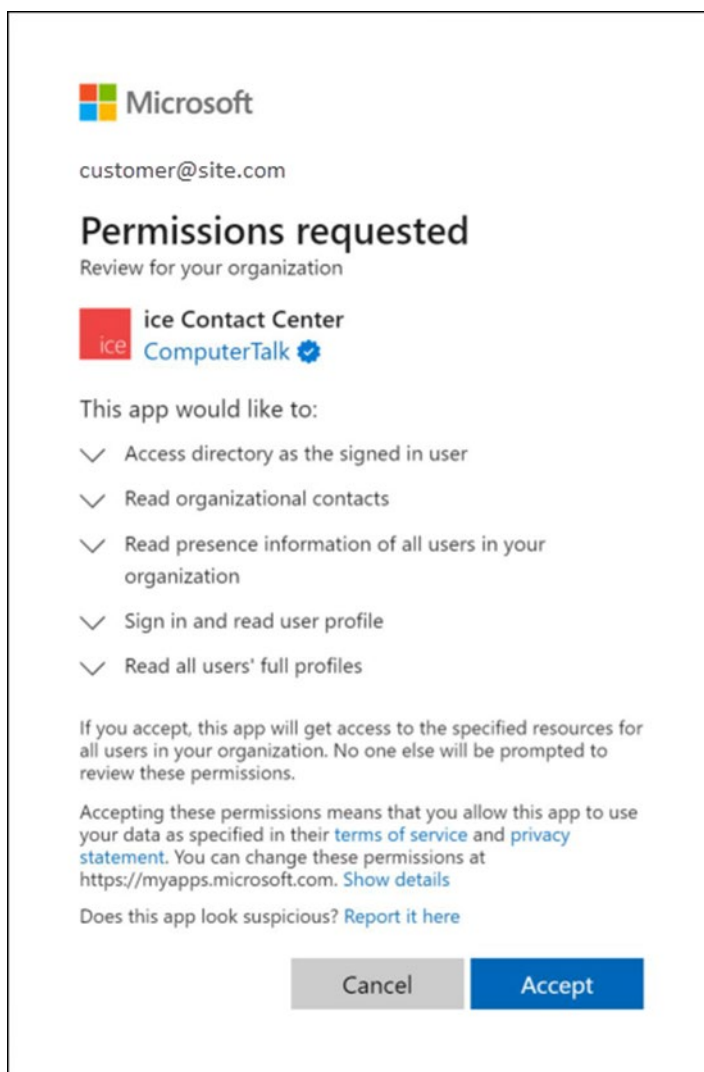 Microsoft
customer@site.com
Permissions requested
Review for your organization
ice
ice Contact Center
ComputerTalk
This app would like to:
Access directory as the signed in user
Read organizational contacts
Read presence information of all users in your
organization
Sign in and read user profile
Read all users' full profiles
If you accept, this app will get access to the specified resources for
all users in your organization. No one else will be prompted to
review these permissions.
Accepting these permissions means that you allow this app to use
your data as specified in their terms of service and privacy
statement. You can change these permissions at
https://myapps.microsoft.com. Show details
Does this app look suspicious? Report it here
Cancel
Accept